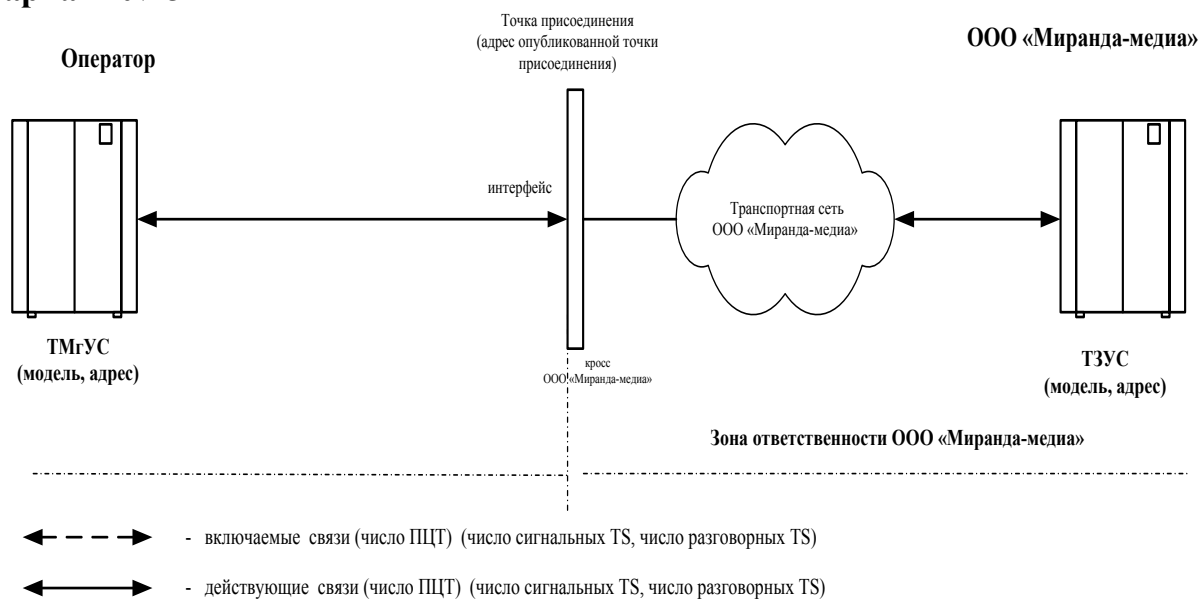 Точка присоединения
(адрес опубликованной точки
присоединения)
Оператор
ООО «Миранда-медиа»
интерфейс
Транспортная сеть
ООО «Миранда-медиа»
ТМгУС
(модель, адрес)
кросс
ООО «Миранда-медиа»
ТЗУС
(модель, адрес)
Зона ответственности ООО «Миранда-медиа»
- включаемые связи (число ПЦТ) (число сигнальных TS, число разговорных TS)
- действующие связи (число ПЦТ) (число сигнальных TS, число разговорных TS)